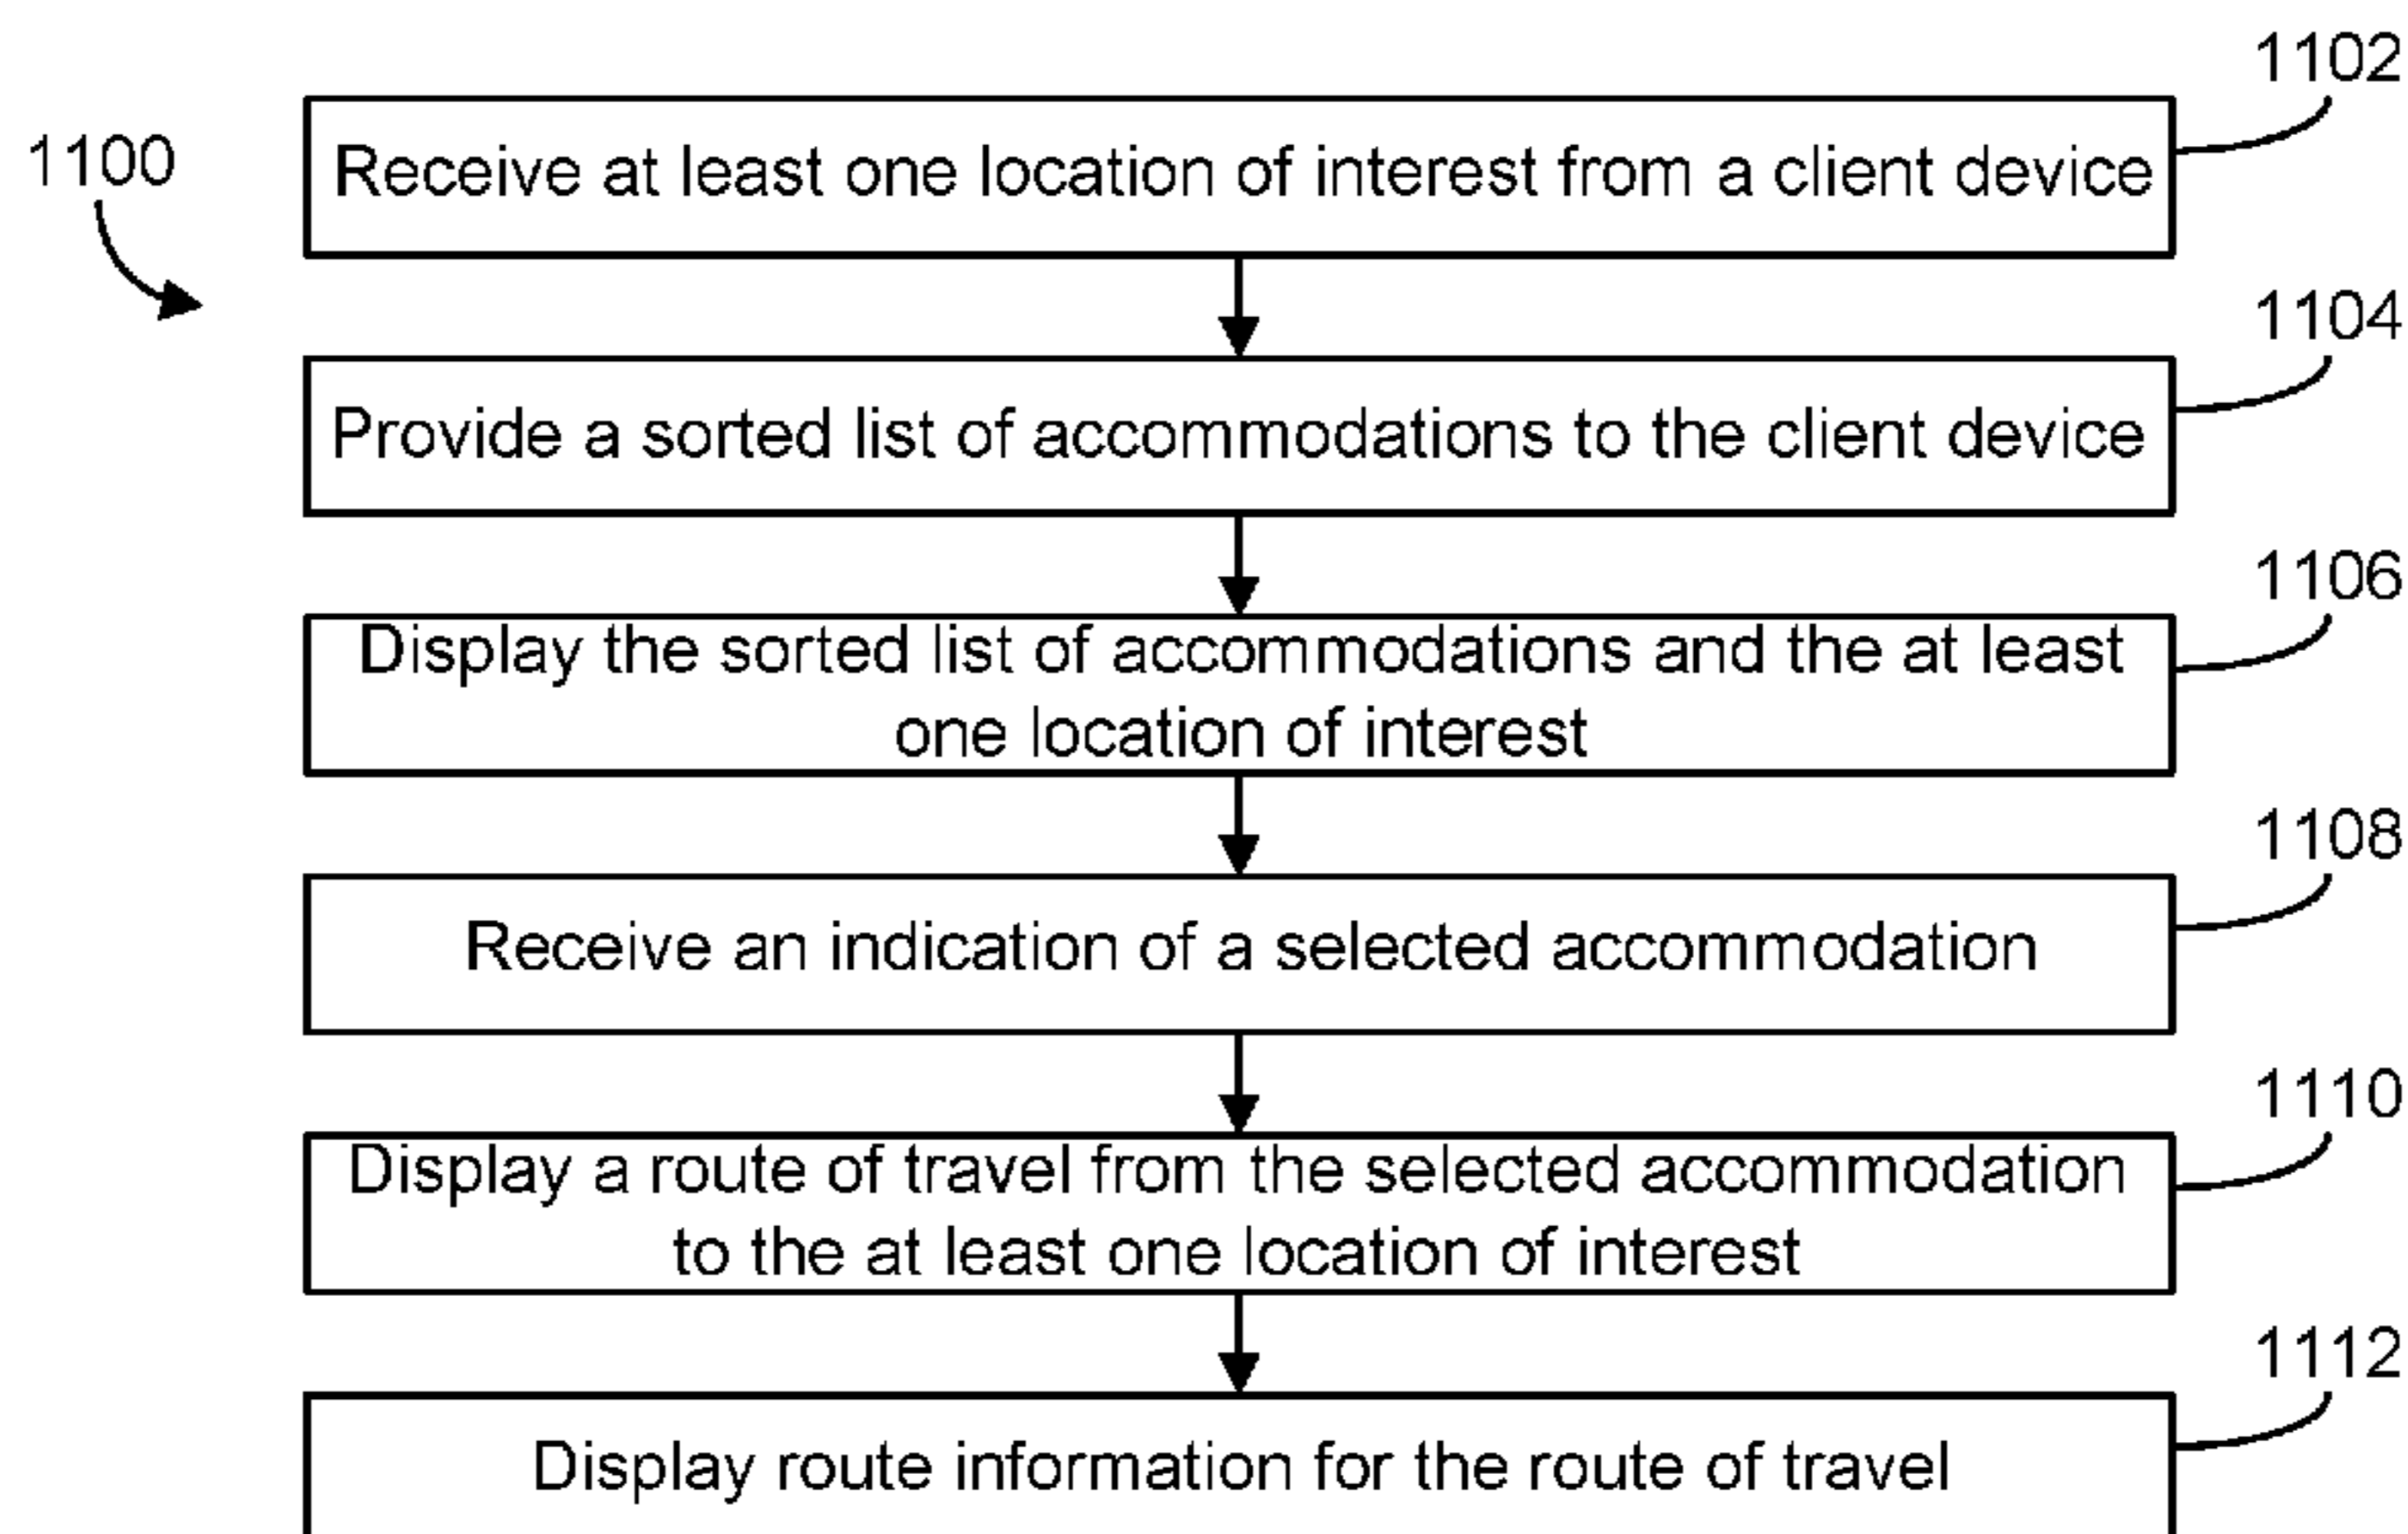 1102
1100
Receive at least one location of interest from a client device
1104
Provide a sorted list of accommodations to the client device
1106
Display the sorted list of accommodations and the at least
one location of interest
1108
Receive an indication of a selected accommodation
1110
Display a route of travel from the selected accommodation
to the at least one location of interest
1112
Display route information for the route of travel